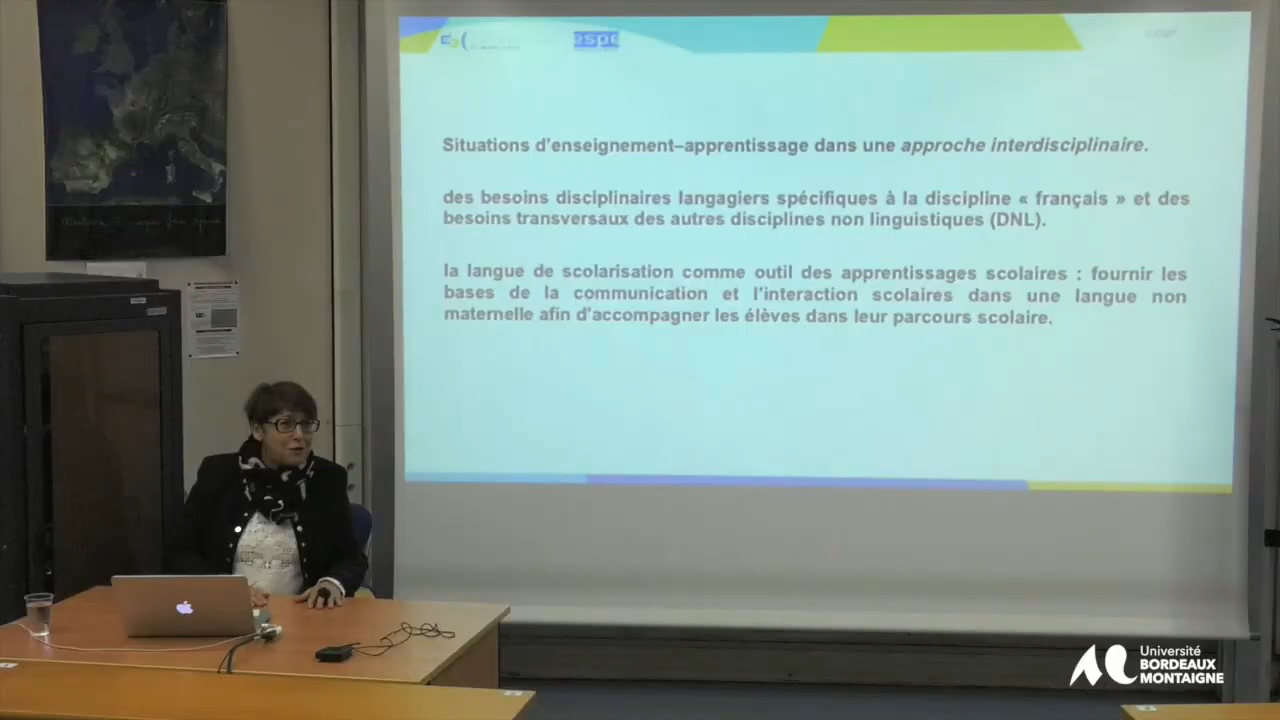 espe
Situations d'enseignement–apprentissage dans une approche interdisciplinaire.
des besoins disciplinaires langagiers spécifiques à la discipline « français » et des
besoins transversaux des autres disciplines non linguistiques (DNL).
la langue de scolarisation comme outil des apprentissages scolaires : fournir les
bases de la communication et l'interaction scolaires dans une langue non
maternelle afin d'accompagner les élèves dans leur parcours scolaire.
Université
BORDEAUX
MONTAIGNE